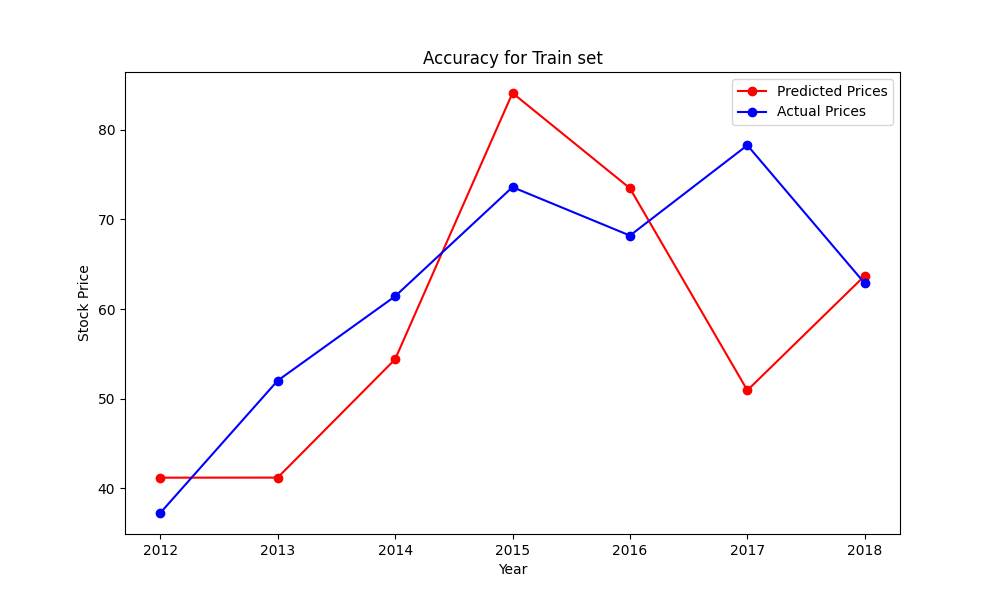 Accuracy for Train set
Predicted Prices
Actual Prices
80
70
60
50
40
Stock Price
2012 2013 2014 2015 2016 2017 2018
Year